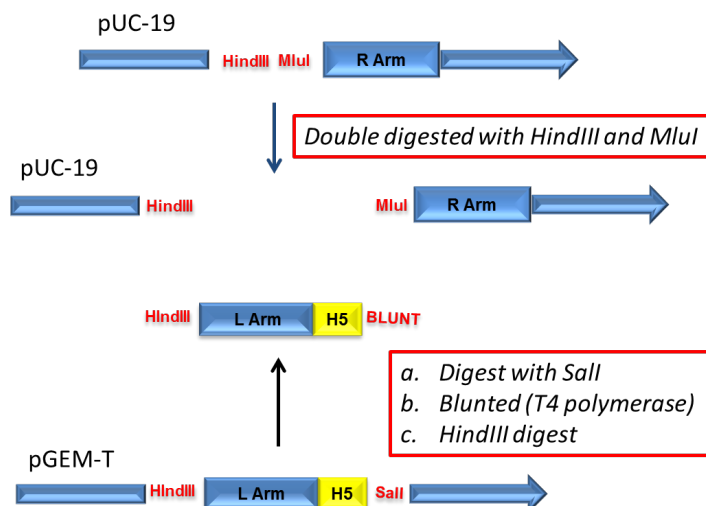 pUC-19
HindIII MluI R Arm
Double digested with HindIII and MluI
pUC-19
HindIII MluI R Arm
HIndIII L Arm H5 BLUNT
a. Digest with SalI
b. Blunted (T4 polymerase)
c. HindIII digest
pGEM-T
HIndIII L Arm H5 SalI